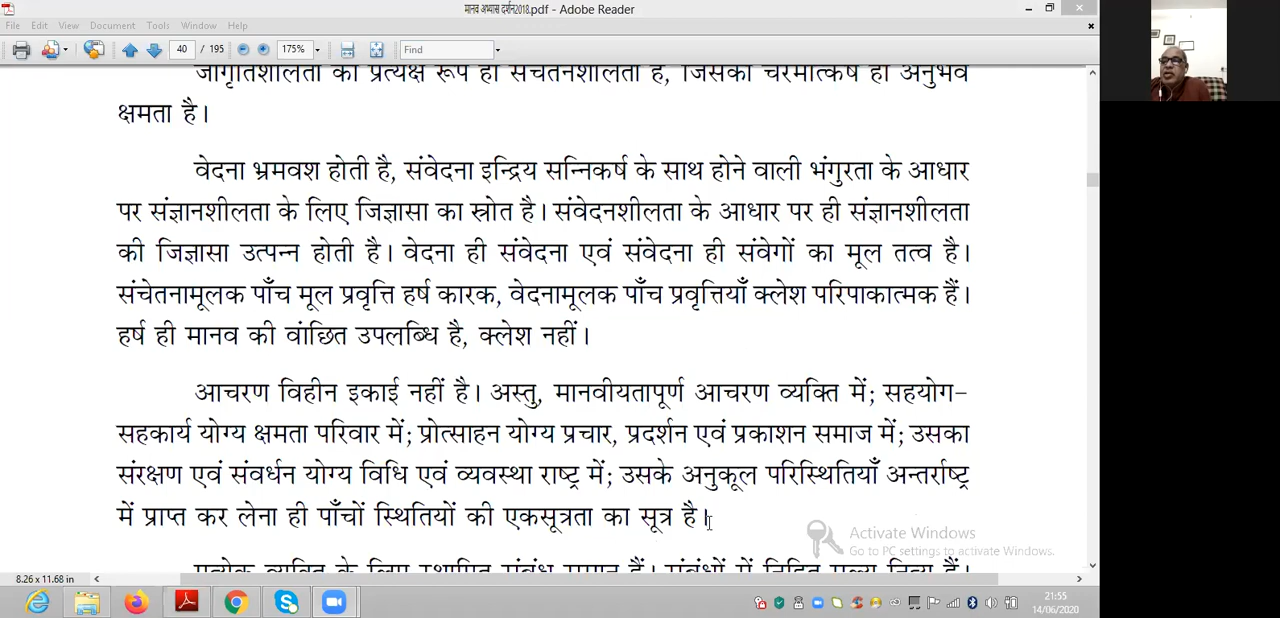 मानव अभ्यास दर्शन2018.pdf - Adobe Reader
File Edit View Document Tools Window Help
40 / 195 175% Find
जागृतिशीलता का प्रत्यक्ष रूप ही संचेतनशीलता है, जिसका चरमोत्कर्ष ही अनुभव
क्षमता है।
वेदना भ्रमवश होती है, संवेदना इन्द्रिय सन्निकर्ष के साथ होने वाली भंगुरता के आधार
पर संज्ञानशीलता के लिए जिज्ञासा का स्रोत है। संवेदनशीलता के आधार पर ही संज्ञानशीलता
की जिज्ञासा उत्पन्न होती है। वेदना ही संवेदना एवं संवेदना ही संवेगों का मूल तत्व है।
संचेतनामूलक पाँच मूल प्रवृत्ति हर्ष कारक, वेदनामूलक पाँच प्रवृत्तियाँ क्लेश परिपाकात्मक हैं।
हर्ष ही मानव की वांछित उपलब्धि है, क्लेश नहीं।
आचरण विहीन इकाई नहीं है। अस्तु, मानवीयतापूर्ण आचरण व्यक्ति में; सहयोग-
सहकार्य योग्य क्षमता परिवार में; प्रोत्साहन योग्य प्रचार, प्रदर्शन एवं प्रकाशन समाज में; उसका
संरक्षण एवं संवर्धन योग्य विधि एवं व्यवस्था राष्ट्र में; उसके अनुकूल परिस्थितियाँ अन्तर्राष्ट्र
में प्राप्त कर लेना ही पाँचों स्थितियों की एकसूत्रता का सूत्र है।
Activate Windows
Go to PC settings to activate Windows.
प्रत्येक व्यक्ति के लिए स्थापित संबंध समान हैं। संबंधों में निहित मूल्य नित्य हैं।
8.26 x 11.68 in
21:55
14/06/2020